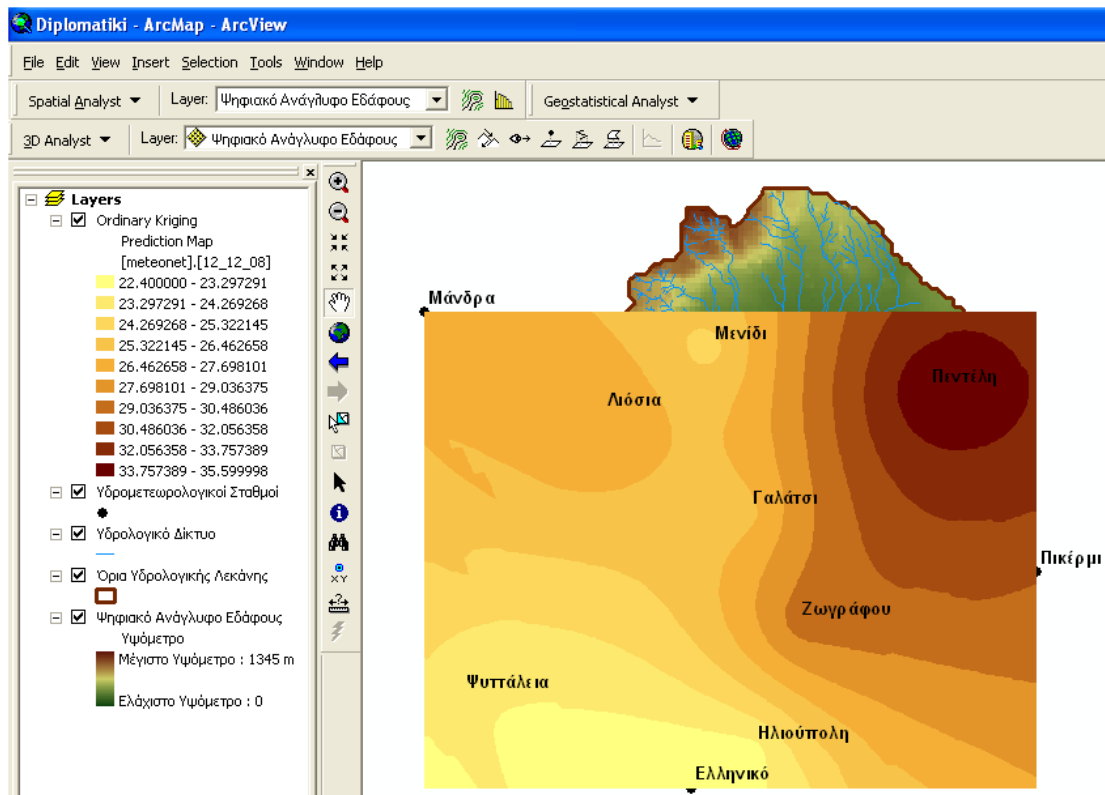 Diplomatiki - ArcMap - ArcView
File Edit View Insert Selection Tools Window Help
Spatial Analyst Layer: Ψηφιακό Ανάγλυφο Εδάφους Geostatistical Analyst
3D Analyst Layer: Ψηφιακό Ανάγλυφο Εδάφους
Layers
Ordinary Kriging
Prediction Map
[meteonet].[12_12_08]
22.400000 - 23.297291
23.297291 - 24.269268
24.269268 - 25.322145
25.322145 - 26.462658
26.462658 - 27.698101
27.698101 - 29.036375
29.036375 - 30.486036
30.486036 - 32.056358
32.056358 - 33.757389
33.757389 - 35.599998
Υδρομετεωρολογικοί Σταθμοί
Υδρολογικό Δίκτυο
Όρια Υδρολογικής Λεκάνης
Ψηφιακό Ανάγλυφο Εδάφους
Υψόμετρο
Μέγιστο Υψόμετρο : 1345 m
Ελάχιστο Υψόμετρο : 0
XY
Μάνδρα
Μενίδι
Πεντέλη
Λιόσια
Γαλάτσι
Πικέρμι
Ζωγράφου
Ψυττάλεια
Ηλιούπολη
Ελληνικό